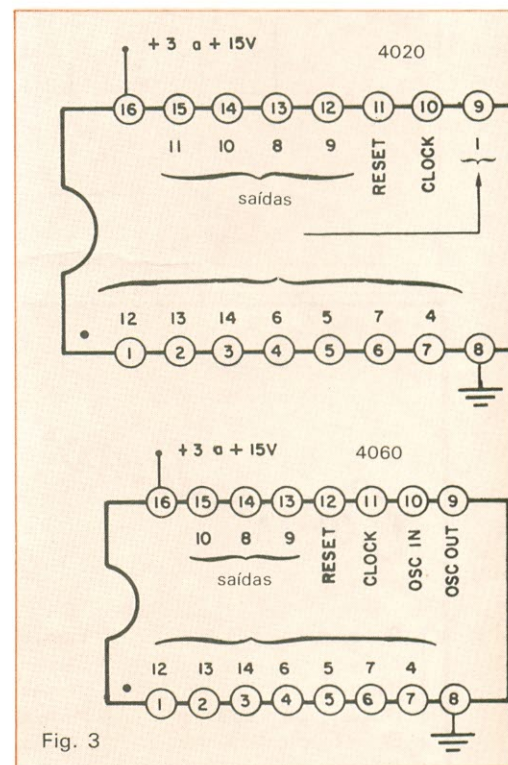 + 3 a + 15V 4020
16 15 14 13 12 11 10 9
11 10 8 9 RESET CLOCK 1
saídas
12 13 14 6 5 7 4
1 2 3 4 5 6 7 8
+ 3 a + 15V 4060
16 15 14 13 12 11 10 9
10 8 9 RESET CLOCK OSC IN OSC OUT
saídas
12 13 14 6 5 7 4
1 2 3 4 5 6 7 8
Fig. 3